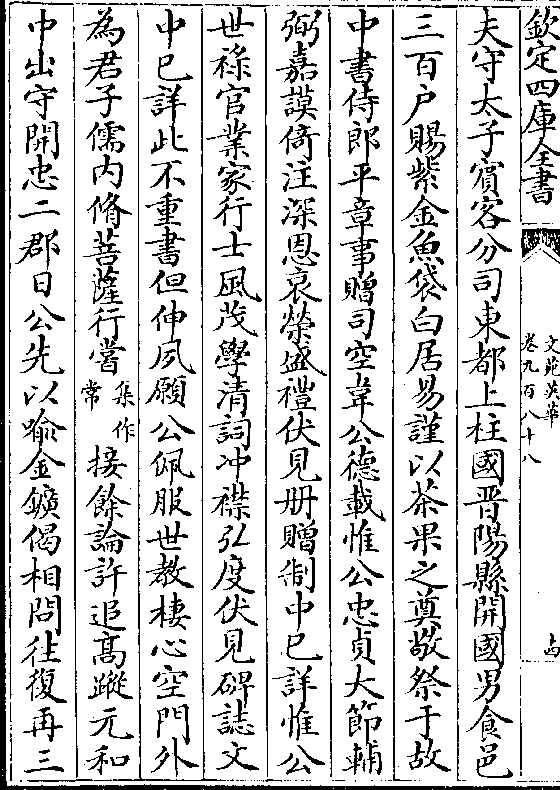 欽定四庫全書
文苑英華
卷九百八十八
夫守太子賓客分司東都上柱國晋陽縣開國男食邑
三百户賜紫金魚袋白居易謹以茶果之奠敬祭于故
中書侍郎平章事贈司空韋公德載惟公忠貞大節輔
弼嘉謨倚注深恩哀榮盛禮伏見册贈制中已詳惟公
世祿官業家行士風茂學清詞冲襟弘度伏見碑誌文
中已詳此不重書但伸夙願公佩服世教棲心空門外
為君子儒内脩菩薩行嘗集作常接餘論許追髙蹤元和
中出守開忠二郡日公先以喻金鑛偈相問往復再三